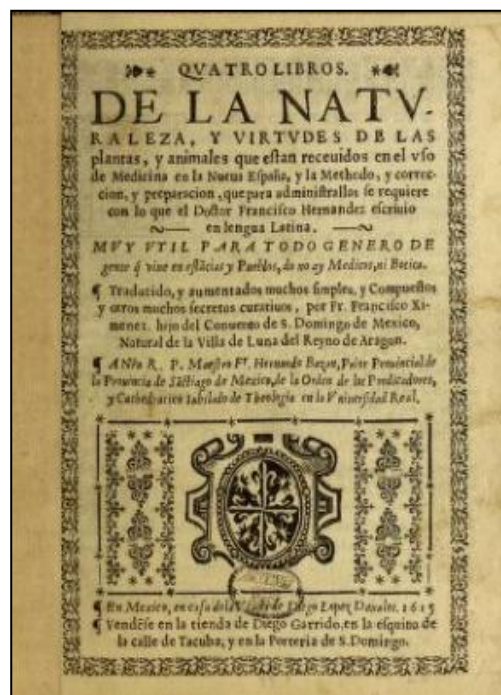 QVATRO LIBROS.
DE LA NATV-
RALEZA, Y VIRTVDES DE LAS
plantas, y animales que estan receuidos en el vso
de Medicina en la Nueua España, y la Methodo, y correc-
cion, y preparacion, que para administrallas se requiere
con lo que el Doctor Francisco Hernandez escriuio
en lengua Latina.
MVY VTIL PARA TODO GENERO DE
gente q̃ viue en estãcias y Pueblos, do no ay Medicos, ni Botica.
¶ Traduzido, y aumentados muchos simples, y Compuestos
y otros muchos secretos curatiuos, por Fr. Francisco Xi-
menez. hijo del Conuento de S. Domingo de Mexico,
Natural de la Villa de Luna del Reyno de Aragon.
¶ A Nro R. P. Maestro Fr. Hernando Bazan, Prior Prouincial de
la Prouincia de Sãctiago de Mexico, de la Orden de los Predicadores,
y Cathedratico Iubilado de Theologia en la Vniuersidad Real.
¶ En Mexico, en casa de la Viuda de Diego Lopez Daualos. 1615
¶ Vendese en la tienda de Diego Garrido, en la esquina de
la calle de Tacuba, y en la Porteria de S. Domingo.